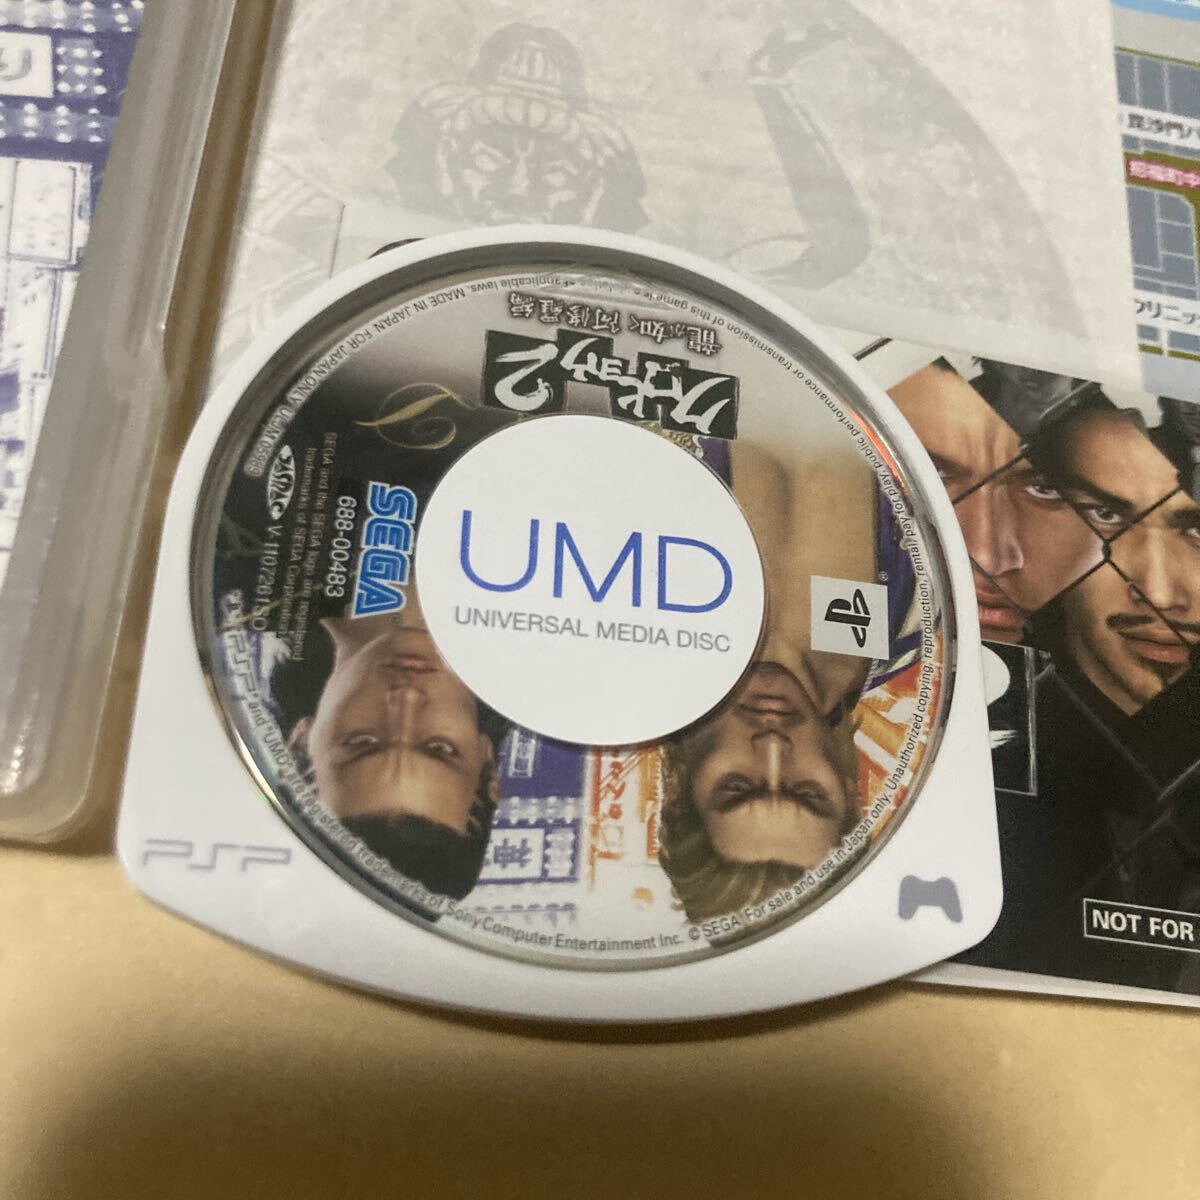 UMD
UNIVERSAL MEDIA DISC
PSP
SEGA
688-00483
クロヒョウ2
龍が如く 阿修羅編
SEGA and the SEGA logo are registered
trademarks of SEGA Corporation.
MADE IN JAPAN FOR JAPAN ONLY
and "UMD" are registered trademarks of Sony Computer Entertainment Inc. © SEGA. For sale and use in Japan only. Unauthorized copying, reproduction, rental, pay for play, public performance or transmission of this game is a violation of applicable laws.
神
NOT FOR
毘沙門